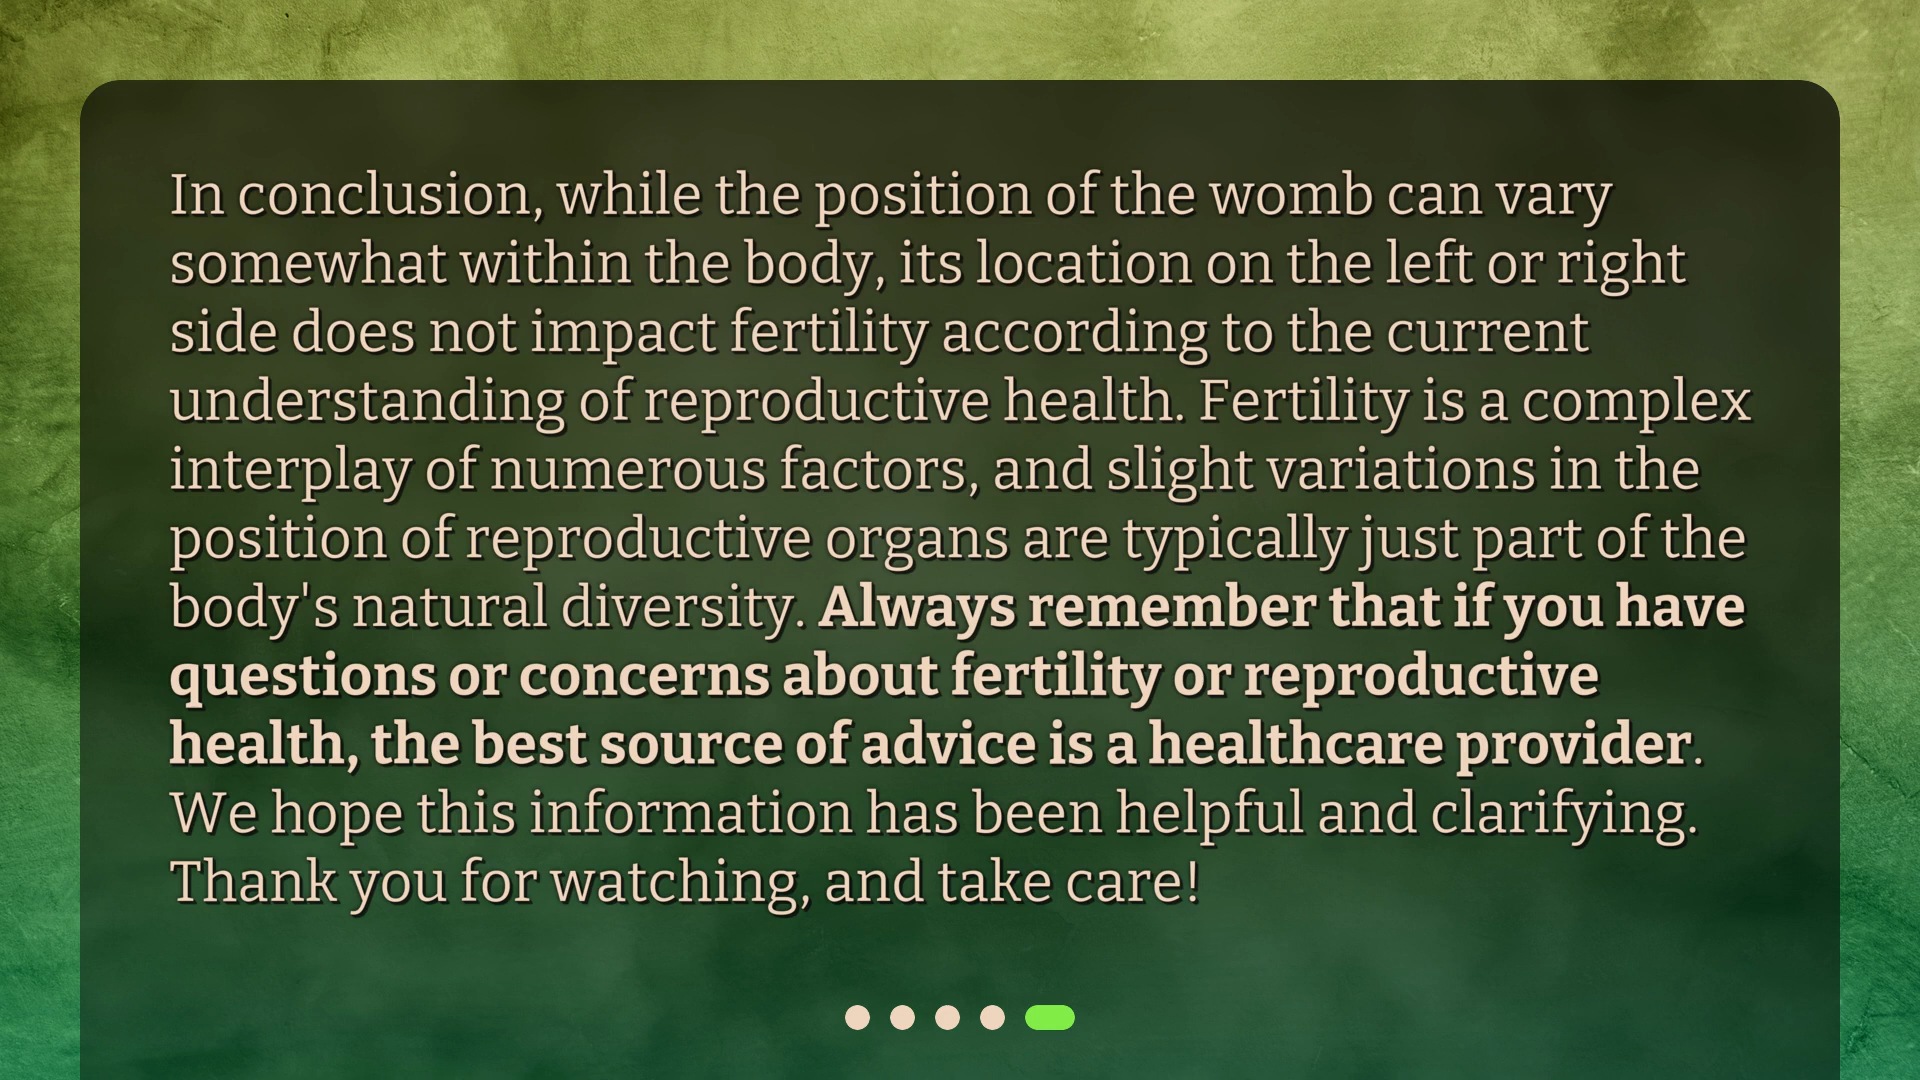 In conclusion, while the position of the womb can vary
somewhat within the body, its location on the left or right
side does not impact fertility according to the current
understanding of reproductive health. Fertility is a complex
interplay of numerous factors, and slight variations in the
position of reproductive organs are typically just part of the
body's natural diversity. Always remember that if you have
questions or concerns about fertility or reproductive
health, the best source of advice is a healthcare provider.
We hope this information has been helpful and clarifying.
Thank you for watching, and take care!